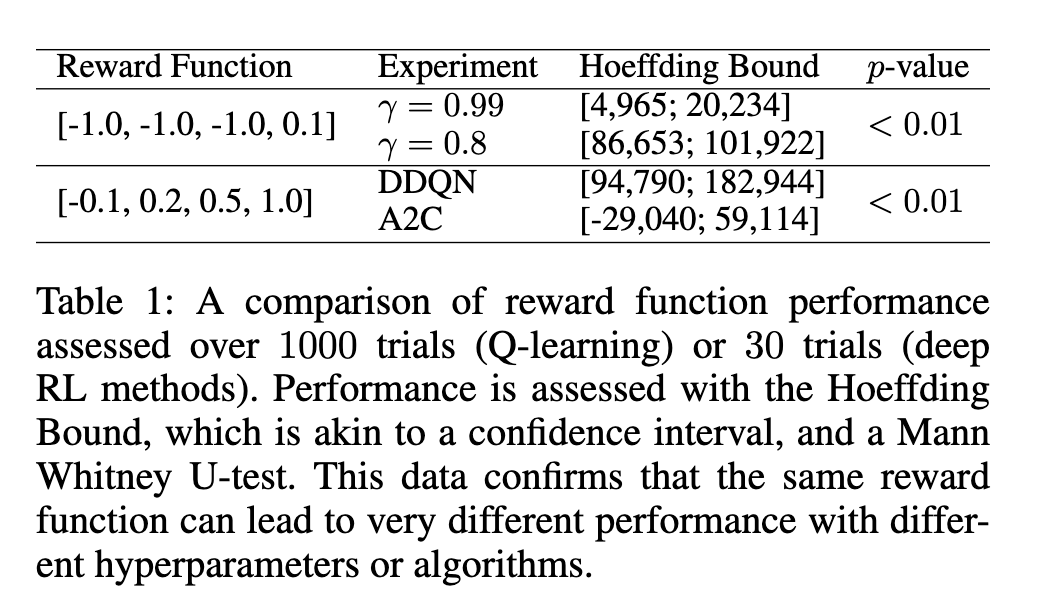 Reward Function Experiment Hoeffding Bound p-value
[-1.0, -1.0, -1.0, 0.1] γ = 0.99 [4,965; 20,234] < 0.01
γ = 0.8 [86,653; 101,922]
[-0.1, 0.2, 0.5, 1.0] DDQN [94,790; 182,944] < 0.01
A2C [-29,040; 59,114]
Table 1: A comparison of reward function performance
assessed over 1000 trials (Q-learning) or 30 trials (deep
RL methods). Performance is assessed with the Hoeffding
Bound, which is akin to a confidence interval, and a Mann
Whitney U-test. This data confirms that the same reward
function can lead to very different performance with differ-
ent hyperparameters or algorithms.